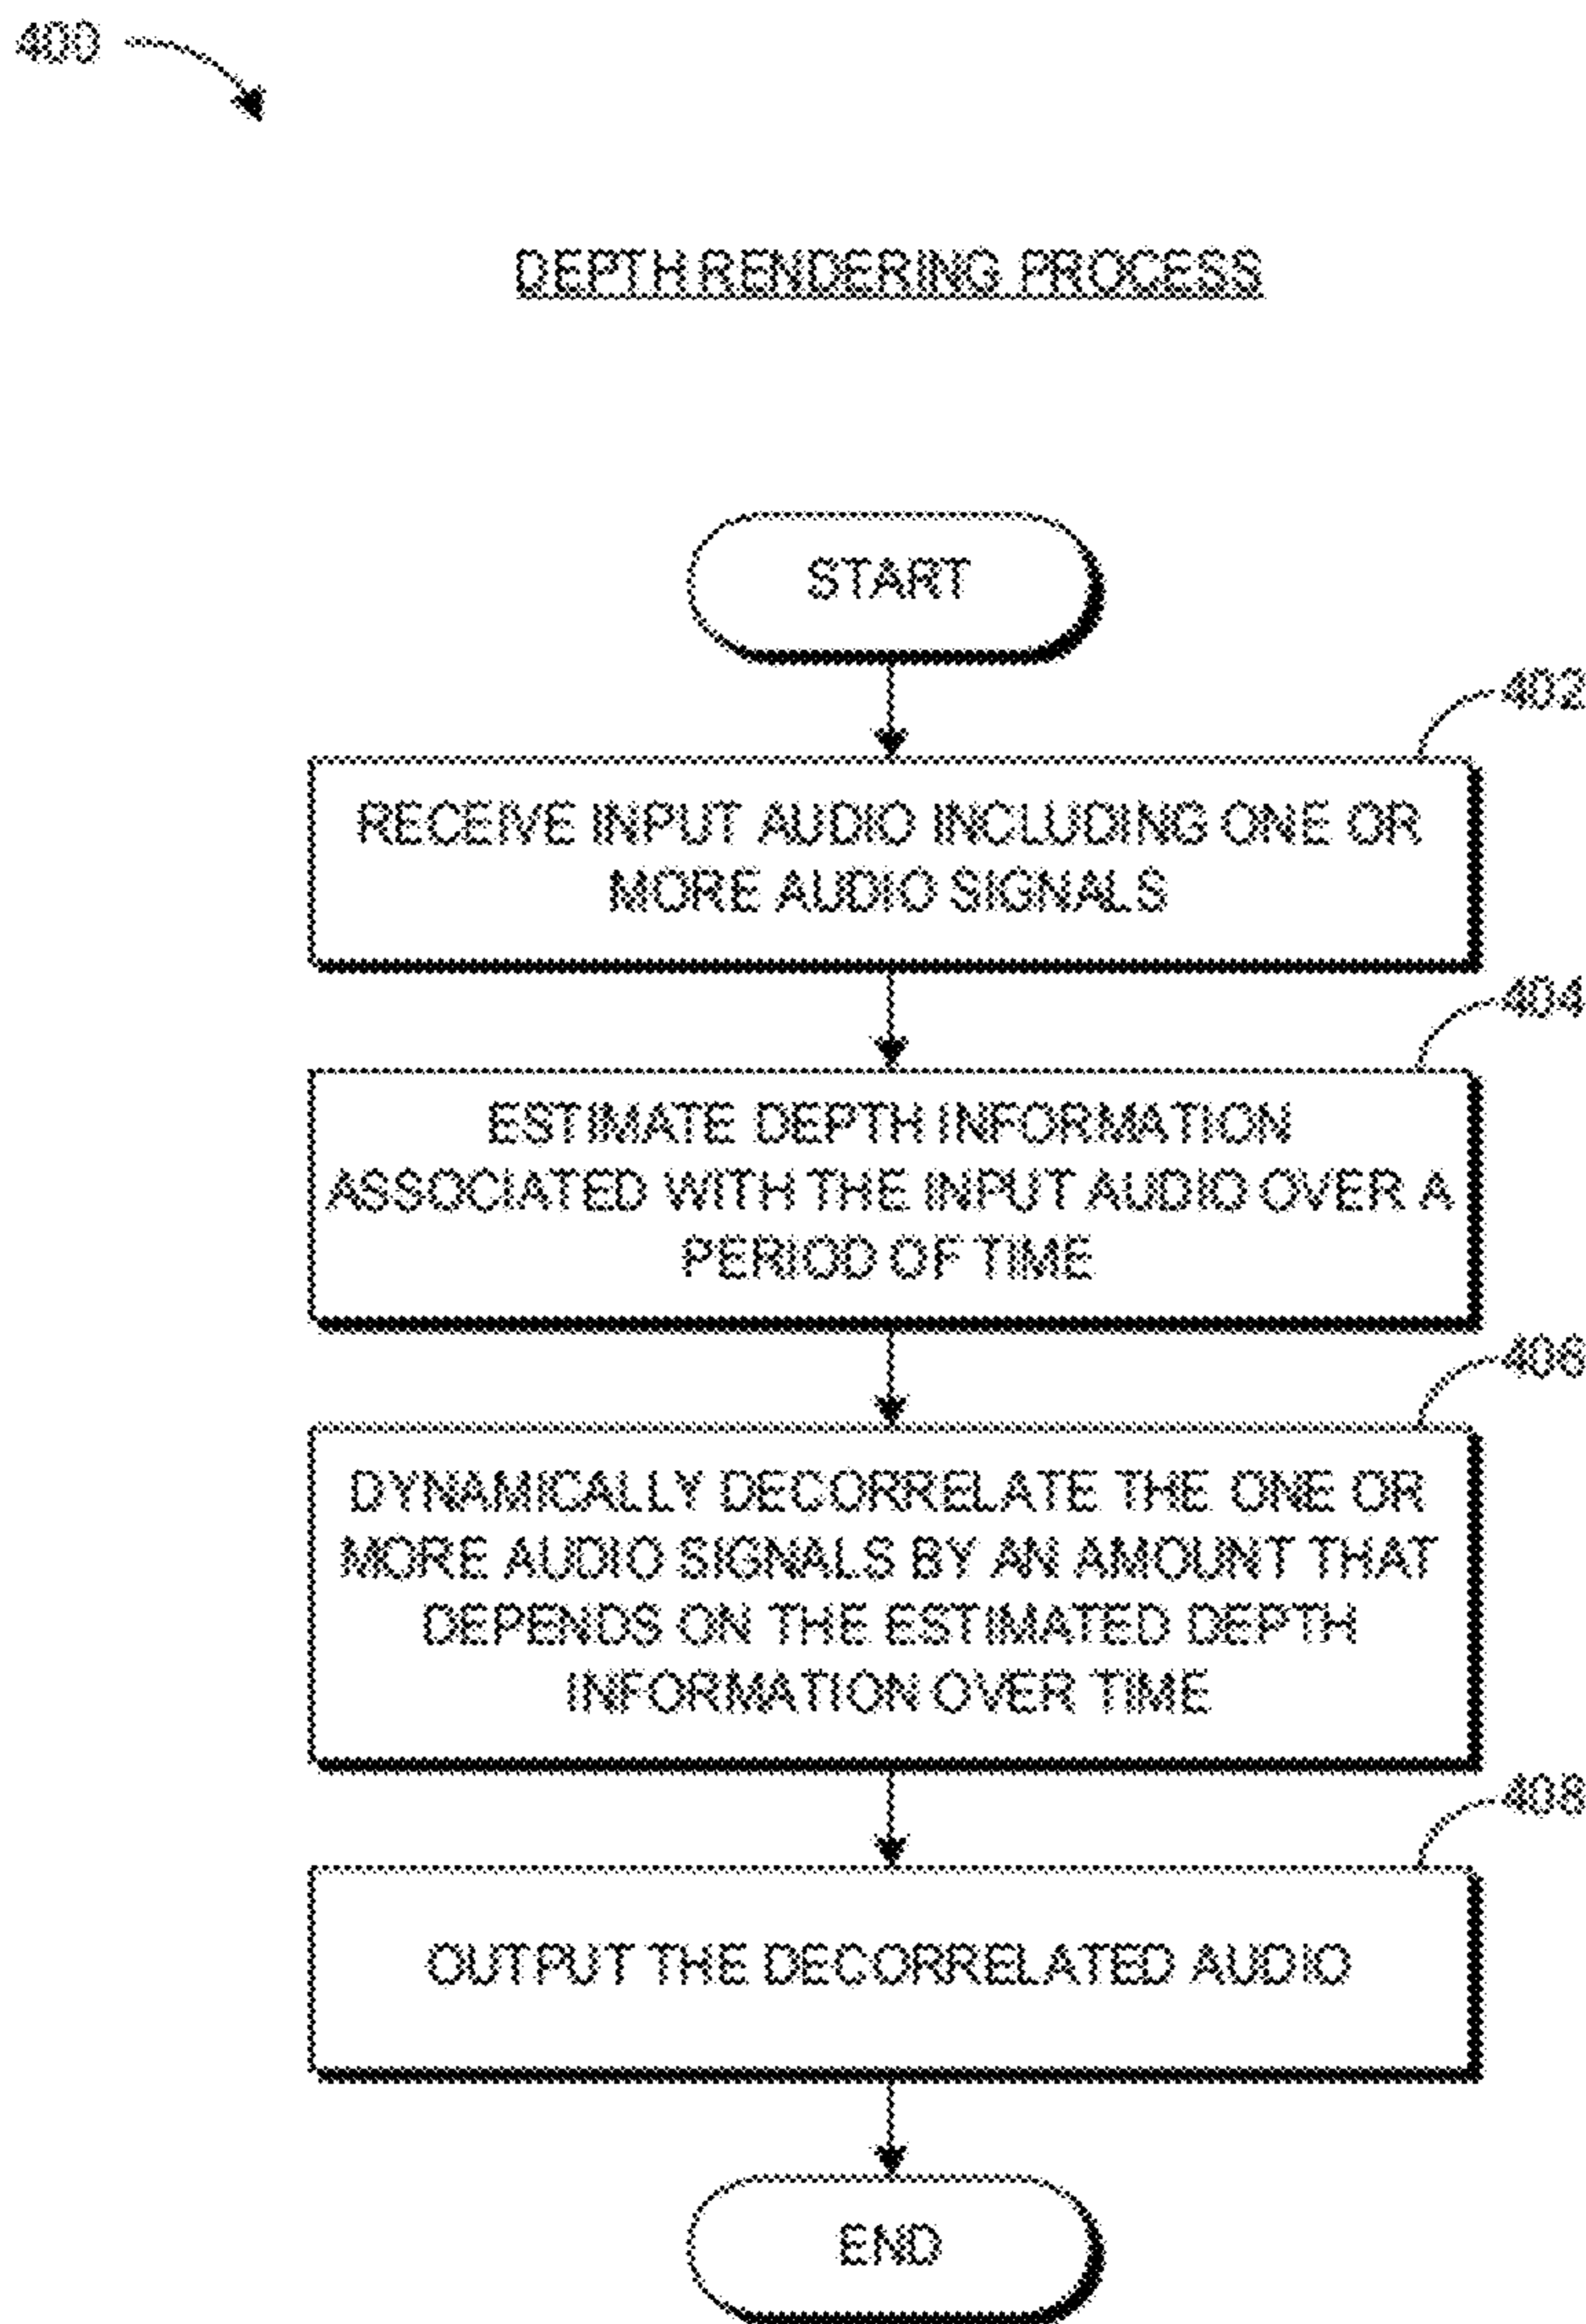 400
DEPTH RENDERING PROCESS
START
402
RECEIVE INPUT AUDIO INCLUDING ONE OR
MORE AUDIO SIGNALS
404
ESTIMATE DEPTH INFORMATION
ASSOCIATED WITH THE INPUT AUDIO OVER A
PERIOD OF TIME
406
DYNAMICALLY DECORRELATE THE ONE OR
MORE AUDIO SIGNALS BY AN AMOUNT THAT
DEPENDS ON THE ESTIMATED DEPTH
INFORMATION OVER TIME
408
OUTPUT THE DECORRELATED AUDIO
END